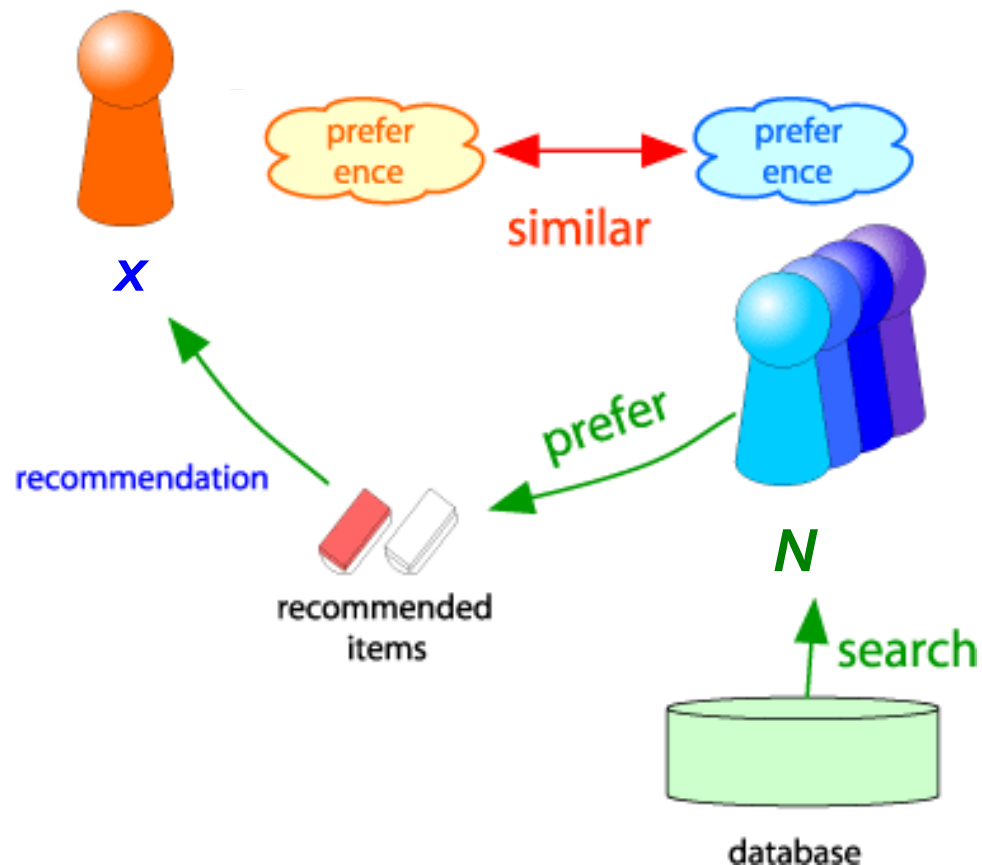 prefer
ence
prefer
ence
similar
x
prefer
recommendation
N
recommended
items
search
database